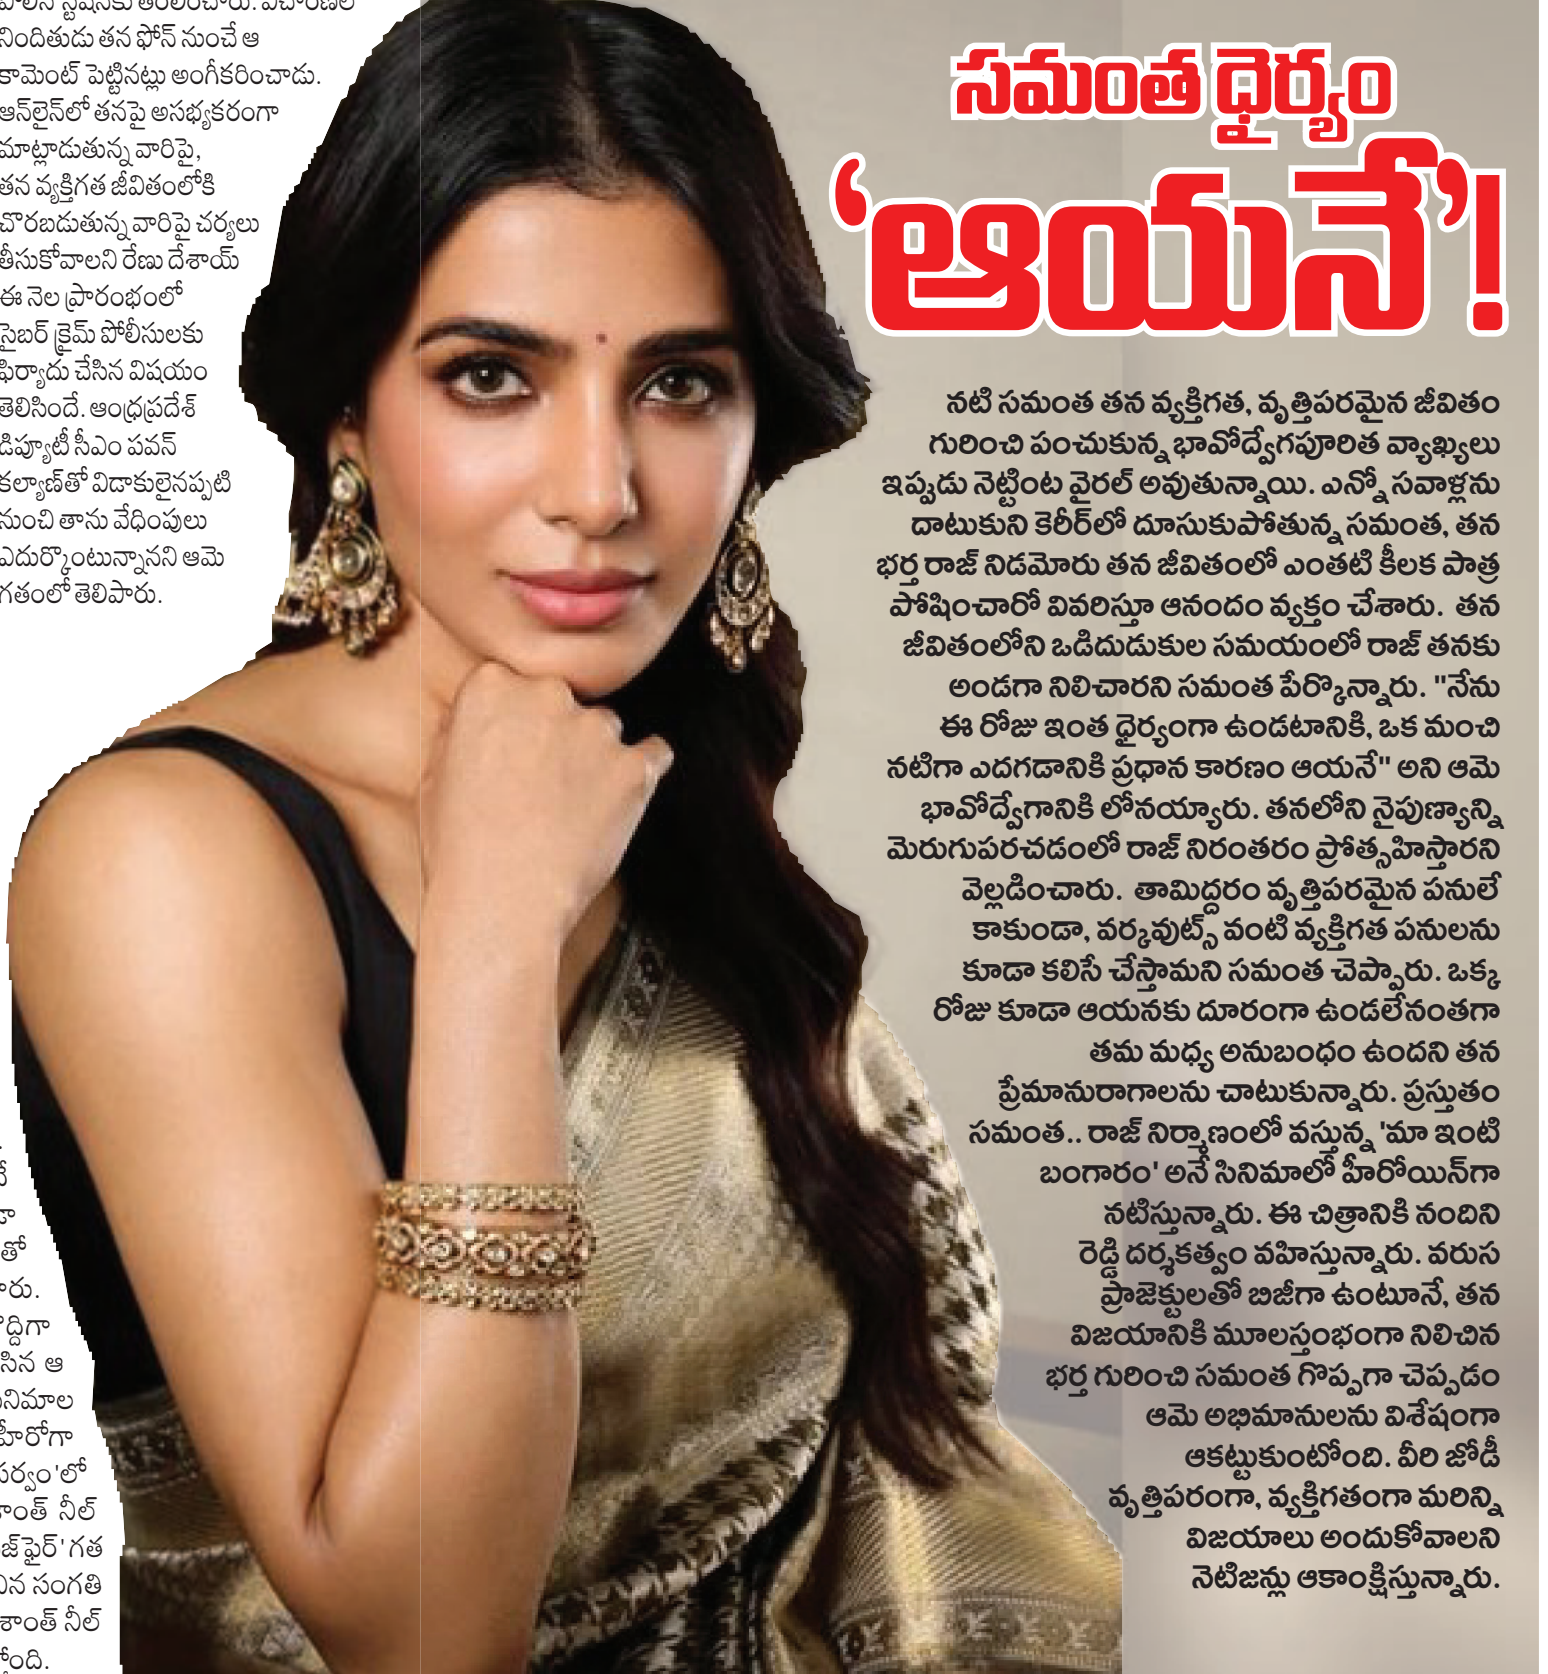 నిందితుడు తన ఫోన్ నుంచే ఆ
కామెంట్ పెట్టినట్లు అంగీకరించాడు.
ఆన్‌లైన్‌లో తనపై అసభ్యకరంగా
మాట్లాడుతున్న వారిపై,
తన వ్యక్తిగత జీవితంలోకి
చొరబడుతున్న వారిపై చర్యలు
తీసుకోవాలని రేణు దేశాయ్
ఈ నెల ప్రారంభంలో
సైబర్ క్రైమ్ పోలీసులకు
ఫిర్యాదు చేసిన విషయం
తెలిసిందే. ఆంధ్రప్రదేశ్
డిప్యూటీ సీఎం పవన్
కల్యాణ్‌తో విడాకులైనప్పటి
నుంచి తాను వేధింపులు
ఎదుర్కొంటున్నానని ఆమె
గతంలో తెలిపారు.
సమంత ధైర్యం
‘ఆయనే’!
నటి సమంత తన వ్యక్తిగత, వృత్తిపరమైన జీవితం
గురించి పంచుకున్న భావోద్వేగపూరిత వ్యాఖ్యలు
ఇప్పుడు నెట్టింట వైరల్ అవుతున్నాయి. ఎన్నో సవాళ్లను
దాటుకుని కెరీర్‌లో దూసుకుపోతున్న సమంత, తన
భర్త రాజ్ నిడమోరు తన జీవితంలో ఎంతటి కీలక పాత్ర
పోషించారో వివరిస్తూ ఆనందం వ్యక్తం చేశారు. తన
జీవితంలోని ఒడిదుడుకుల సమయంలో రాజ్ తనకు
అండగా నిలిచారని సమంత పేర్కొన్నారు. "నేను
ఈ రోజు ఇంత ధైర్యంగా ఉండటానికి, ఒక మంచి
నటిగా ఎదగడానికి ప్రధాన కారణం ఆయనే" అని ఆమె
భావోద్వేగానికి లోనయ్యారు. తనలోని నైపుణ్యాన్ని
మెరుగుపరచడంలో రాజ్ నిరంతరం ప్రోత్సహిస్తారని
వెల్లడించారు. తామిద్దరం వృత్తిపరమైన పనులే
కాకుండా, వర్కవుట్స్ వంటి వ్యక్తిగత పనులను
కూడా కలిసే చేస్తామని సమంత చెప్పారు. ఒక్క
రోజు కూడా ఆయనకు దూరంగా ఉండలేనంతగా
తమ మధ్య అనుబంధం ఉందని తన
ప్రేమానురాగాలను చాటుకున్నారు. ప్రస్తుతం
సమంత.. రాజ్ నిర్మాణంలో వస్తున్న 'మా ఇంటి
బంగారం' అనే సినిమాలో హీరోయిన్‌గా
నటిస్తున్నారు. ఈ చిత్రానికి నందిని
రెడ్డి దర్శకత్వం వహిస్తున్నారు. వరుస
ప్రాజెక్టులతో బిజీగా ఉంటూనే, తన
విజయానికి మూలస్తంభంగా నిలిచిన
భర్త గురించి సమంత గొప్పగా చెప్పడం
ఆమె అభిమానులను విశేషంగా
ఆకట్టుకుంటోంది. వీరి జోడీ
వృత్తిపరంగా, వ్యక్తిగతంగా మరిన్ని
విజయాలు అందుకోవాలని
నెటిజన్లు ఆకాంక్షిస్తున్నారు.
ఆ
నీల్
గత
సంగతి
నీల్